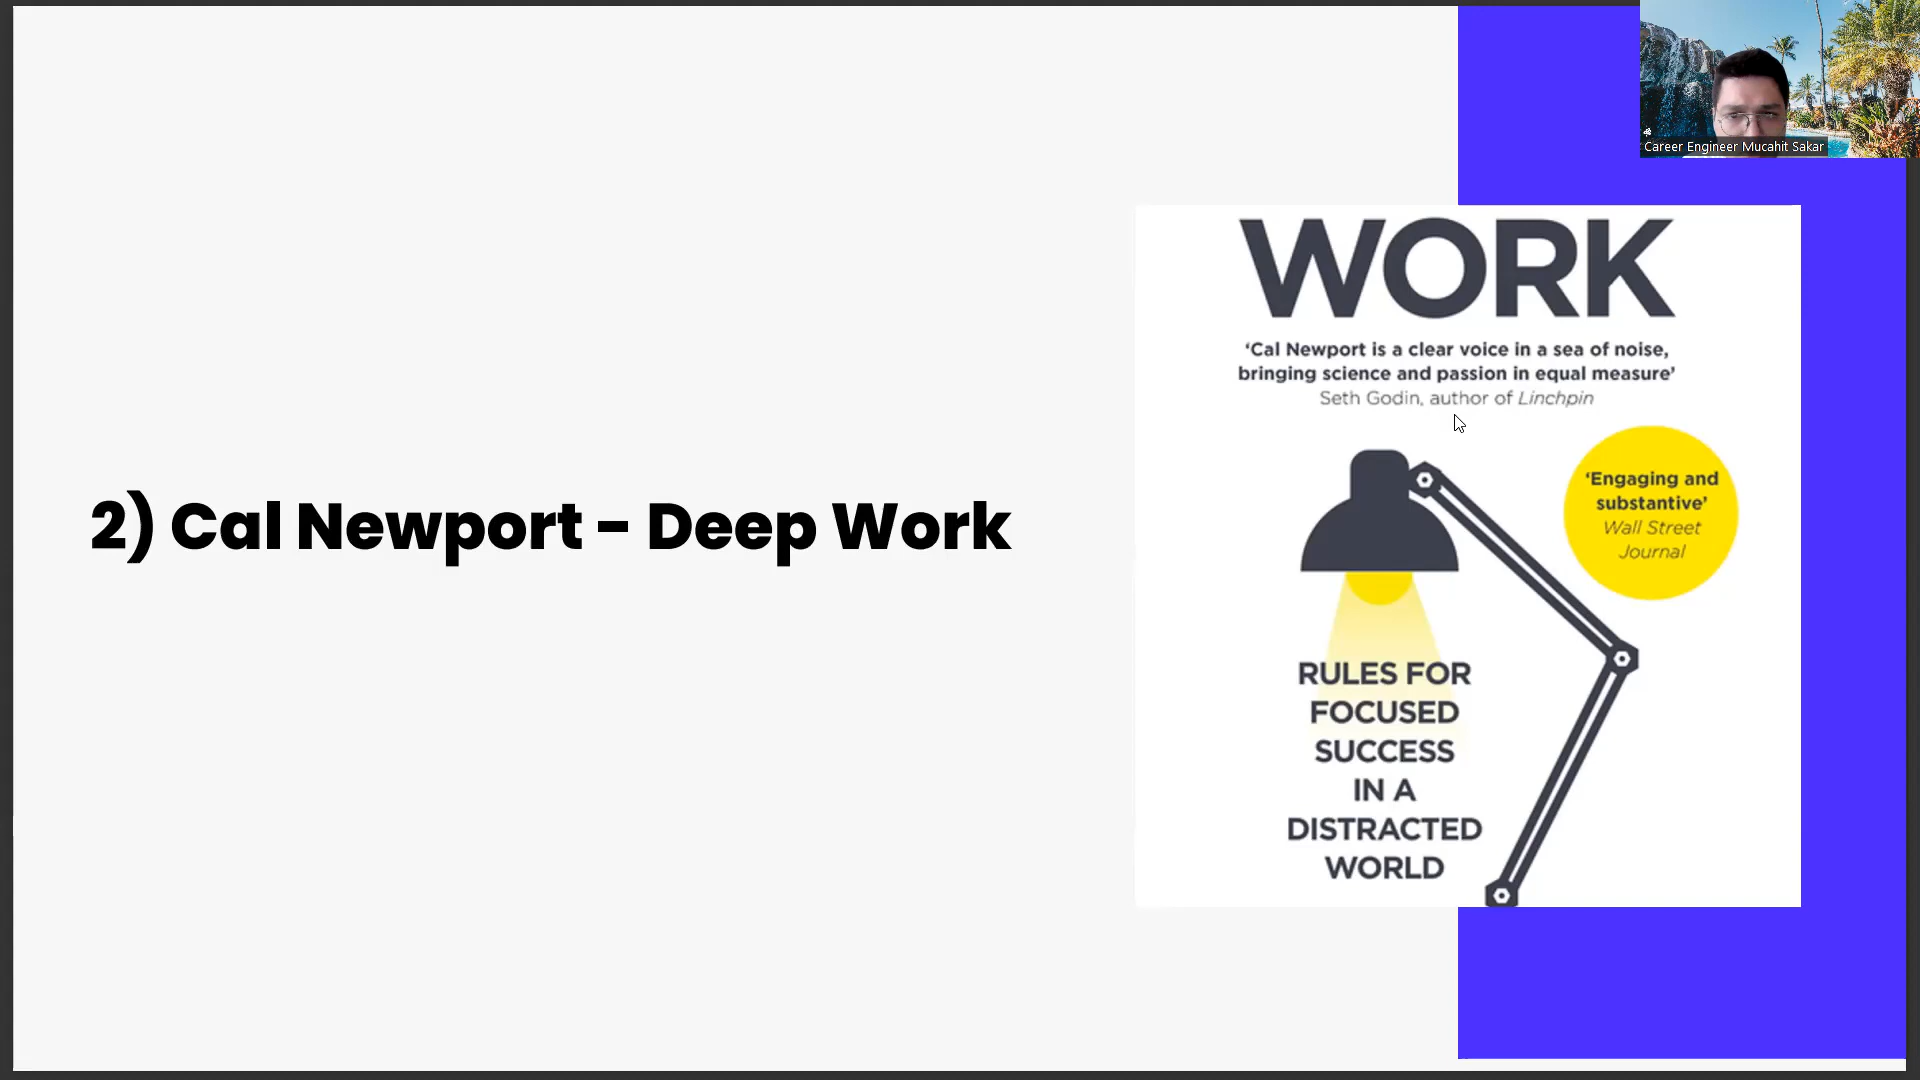 Career Engineer Mucahit Sakar
2) Cal Newport - Deep Work
WORK
‘Cal Newport is a clear voice in a sea of noise,
bringing science and passion in equal measure’
Seth Godin, author of Linchpin
‘Engaging and
substantive’
Wall Street
Journal
RULES FOR
FOCUSED
SUCCESS
IN A
DISTRACTED
WORLD